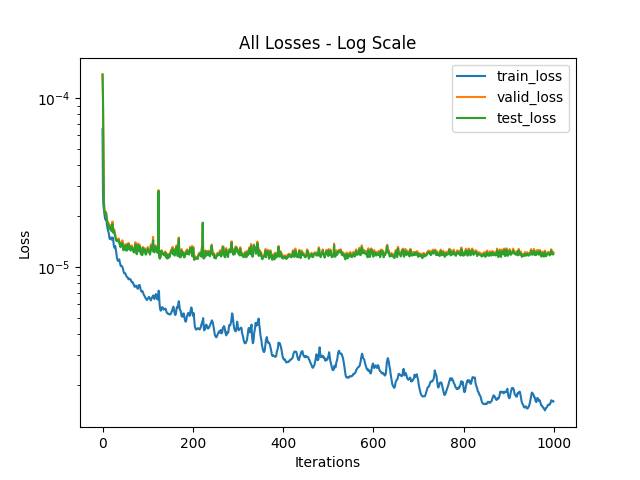 All Losses - Log Scale
train_loss
valid_loss
test_loss
10⁻⁴
10⁻⁵
Loss
0 200 400 600 800 1000
Iterations